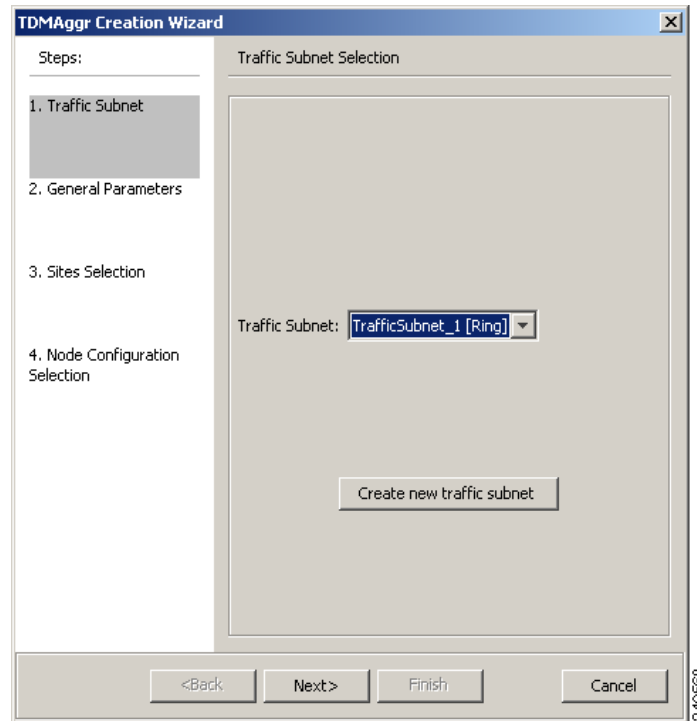 TDMAggr Creation Wizard
Steps:
Traffic Subnet Selection
1. Traffic Subnet
2. General Parameters
3. Sites Selection
4. Node Configuration
Selection
Traffic Subnet: TrafficSubnet_1 [Ring]
Create new traffic subnet
<Back Next> Finish Cancel